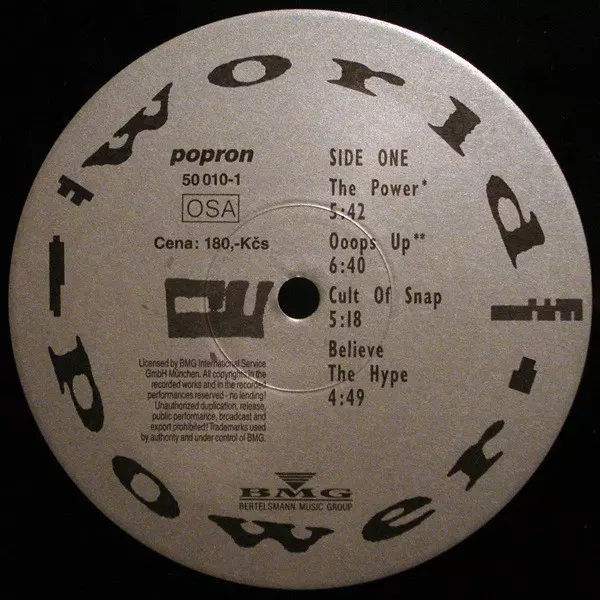 world
power
popron
50 010-1
OSA
Cena: 180,-Kčs
Licensed by BMG International Service
GmbH München. All copyrights in the
recorded works and in the recorded
performances reserved - no lending!
Unauthorized duplication, release,
public performance, broadcast and
export prohibited! Trademarks used
by authority and under control of BMG.
SIDE ONE
The Power*
5:42
Ooops Up**
6:40
Cult Of Snap
5:18
Believe
The Hype
4:49
BMG
BERTELSMANN MUSIC GROUP